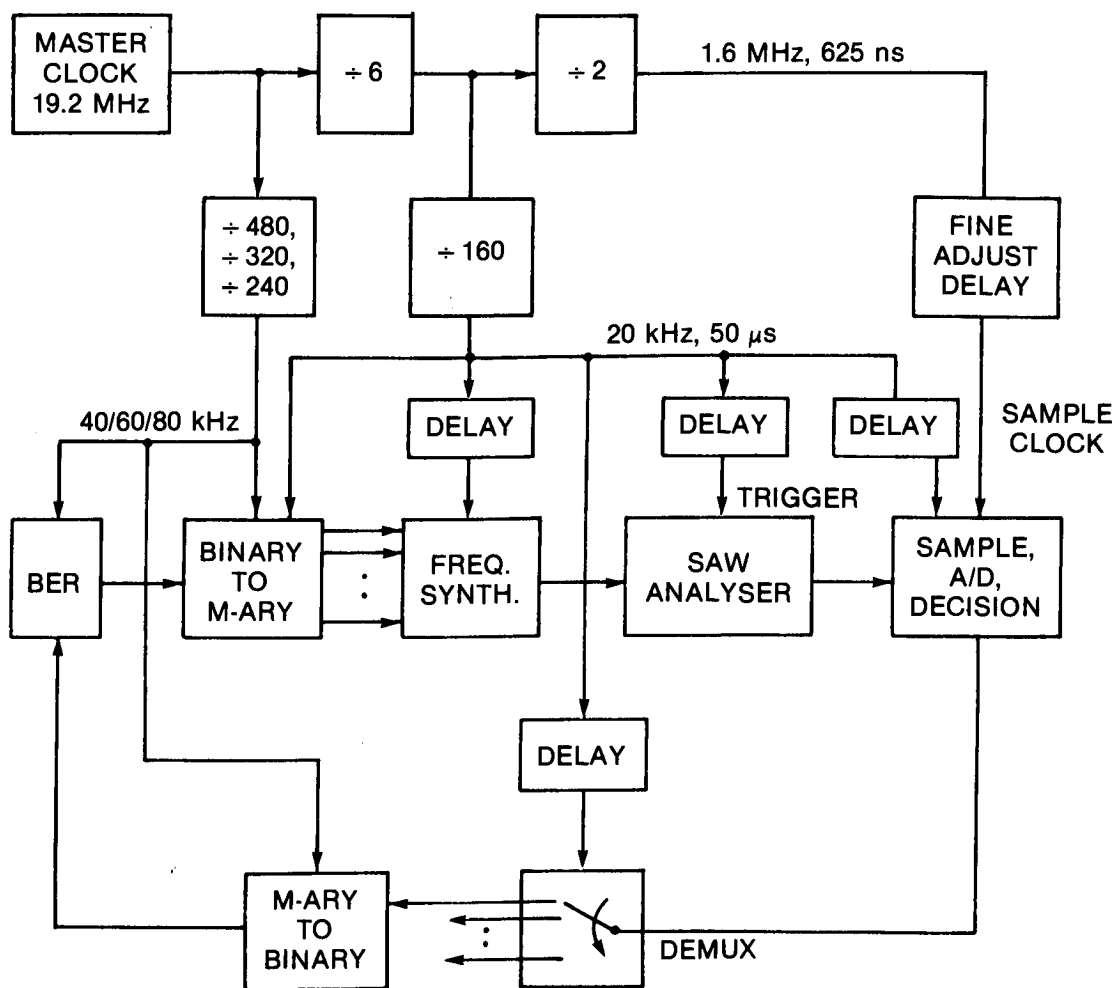 MASTER
CLOCK
19.2 MHz
÷ 6
÷ 2
1.6 MHz, 625 ns
÷ 480,
÷ 320,
÷ 240
÷ 160
FINE
ADJUST
DELAY
20 kHz, 50 μs
40/60/80 kHz
DELAY
DELAY
DELAY
SAMPLE
CLOCK
TRIGGER
BER
BINARY
TO
M-ARY
FREQ.
SYNTH.
SAW
ANALYSER
SAMPLE,
A/D,
DECISION
DELAY
M-ARY
TO
BINARY
DEMUX